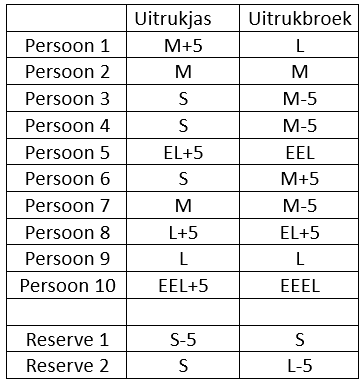 Uitrukjas Uitrukbroek
Persoon 1 M+5 L
Persoon 2 M M
Persoon 3 S M-5
Persoon 4 S M-5
Persoon 5 EL+5 EEL
Persoon 6 S M+5
Persoon 7 M M-5
Persoon 8 L+5 EL+5
Persoon 9 L L
Persoon 10 EEL+5 EEEL
Reserve 1 S-5 S
Reserve 2 S L-5